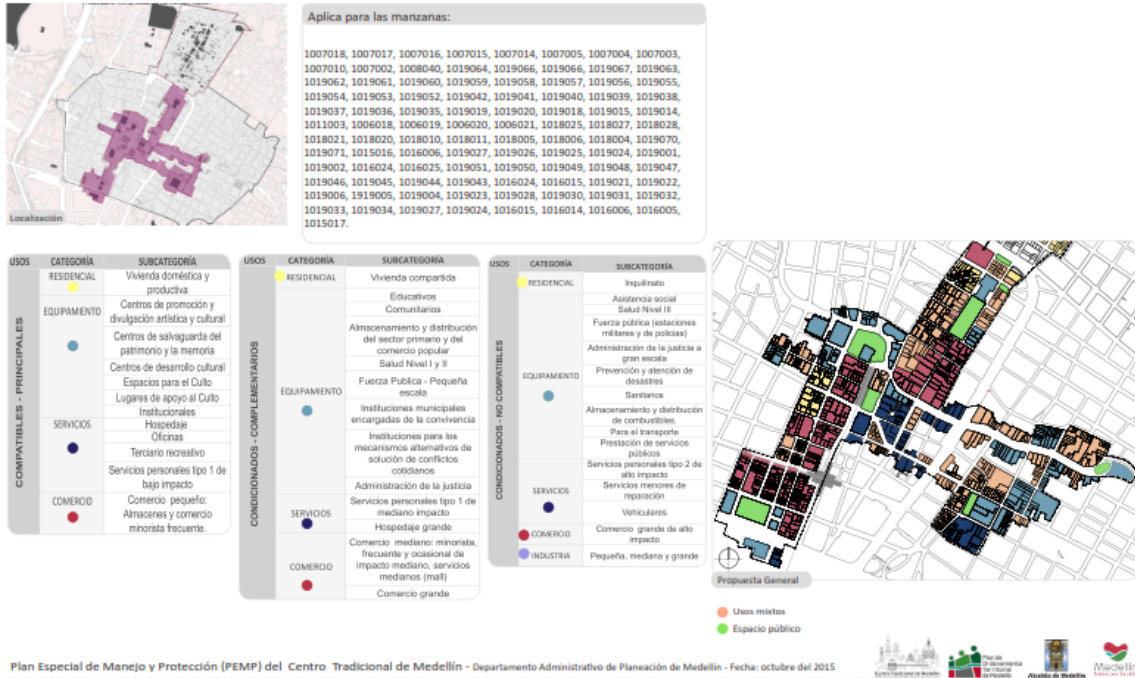 Localización
Aplica para las manzanas:
1007018, 1007017, 1007016, 1007015, 1007014, 1007005, 1007004, 1007003,
1007010, 1007002, 1008040, 1019064, 1019066, 1019066, 1019067, 1019063,
1019062, 1019061, 1019060, 1019059, 1019058, 1019057, 1019056, 1019055,
1019054, 1019053, 1019052, 1019042, 1019041, 1019040, 1019039, 1019038,
1019037, 1019036, 1019035, 1019019, 1019020, 1019018, 1019015, 1019014,
1011003, 1006018, 1006019, 1006020, 1006021, 1018025, 1018027, 1018028,
1018021, 1018020, 1018010, 1018011, 1018005, 1018006, 1018004, 1019070,
1019071, 1015016, 1016006, 1019027, 1019026, 1019025, 1019024, 1019001,
1019002, 1016024, 1016025, 1019051, 1019050, 1019049, 1019048, 1019047,
1019046, 1019045, 1019044, 1019043, 1016024, 1016015, 1019021, 1019022,
1019006, 1919005, 1019004, 1019023, 1019028, 1019030, 1019031, 1019032,
1019033, 1019034, 1019027, 1019024, 1016015, 1016014, 1016006, 1016005,
1015017.
USOS CATEGORÍA SUBCATEGORÍA
COMPATIBLES - PRINCIPALES
RESIDENCIAL
Vivienda doméstica y
productiva
EQUIPAMIENTO
Centros de promoción y
divulgación artística y cultural
Centros de salvaguarda del
patrimonio y la memoria
Centros de desarrollo cultural
Espacios para el Culto
Lugares de apoyo al Culto
Institucionales
SERVICIOS
Hospedaje
Oficinas
Terciario recreativo
Servicios personales tipo 1 de
bajo impacto
COMERCIO
Comercio pequeño:
Almacenes y comercio
minorista frecuente.
USOS CATEGORÍA SUBCATEGORÍA
CONDICIONADOS - COMPLEMENTARIOS
RESIDENCIAL
Vivienda compartida
EQUIPAMIENTO
Educativos
Comunitarios
Almacenamiento y distribución
del sector primario y del
comercio popular
Salud Nivel I y II
Fuerza Publica - Pequeña
escala
Instituciones municipales
encargadas de la convivencia
Instituciones para los
mecanismos alternativos de
solución de conflictos
cotidianos
Administración de la justicia
SERVICIOS
Servicios personales tipo 1 de
mediano impacto
Hospedaje grande
COMERCIO
Comercio mediano: minorista,
frecuente y ocasional de
impacto mediano, servicios
medianos (mall)
Comercio grande
USOS CATEGORÍA SUBCATEGORÍA
CONDICIONADOS - NO COMPATIBLES
RESIDENCIAL
Inquilinato
EQUIPAMIENTO
Asistencia social
Salud Nivel III
Fuerza pública (estaciones
militares y de policias)
Administración de la justicia a
gran escala
Prevención y atención de
desastres
Sanitarios
Almacenamiento y distribución
de combustibles.
Para el transporte
Prestación de servicios
públicos
SERVICIOS
Servicios personales tipo 2 de
alto impacto
Servicios menores de
reparación
Vehiculares
COMERCIO
Comercio grande de alto
impacto
INDUSTRIA
Pequeña, mediana y grande
Propuesta General
Usos mixtos
Espacio público
Plan Especial de Manejo y Protección (PEMP) del Centro Tradicional de Medellín - Departamento Administrativo de Planeación de Medellín - Fecha: octubre del 2015
Centro Tradicional de Medellín
Plan de
Ordenamiento
Territorial
de Medellín
Alcaldía de Medellín
Medellín